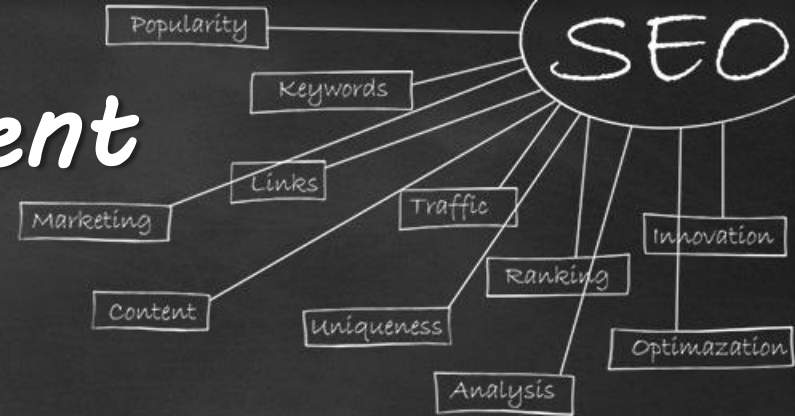 SEO
Popularity
Keywords
ent
Links
Marketing
Traffic
Innovation
Ranking
Content
Uniqueness
Optimazation
Analysis